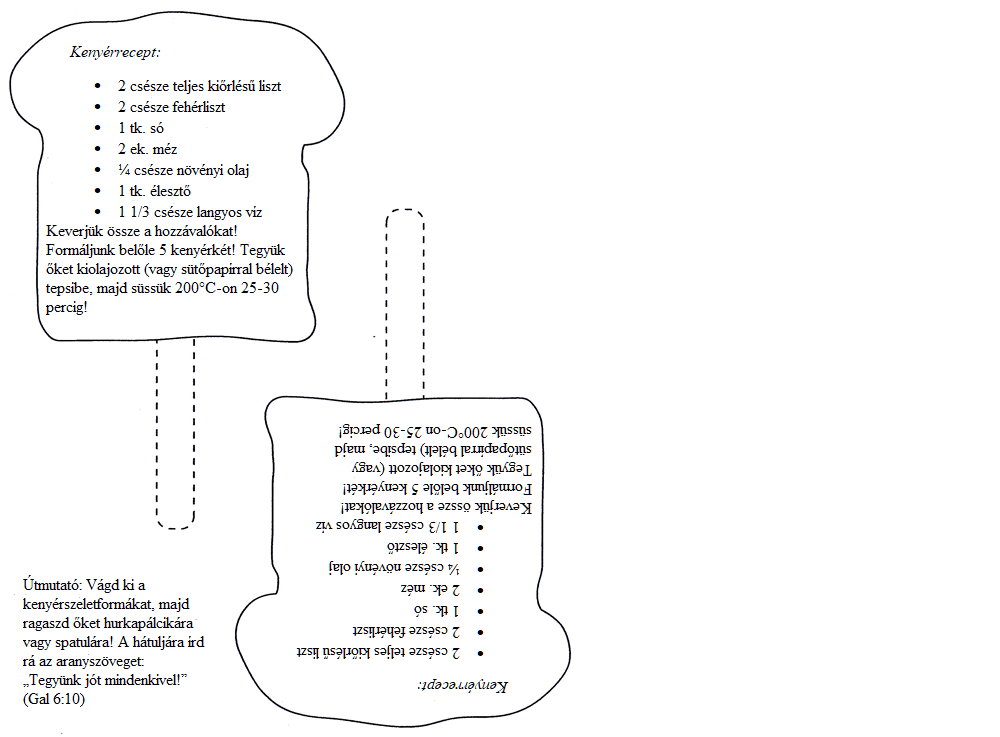 Kenyérrecept:
• 2 csésze teljes kiőrlésű liszt
• 2 csésze fehérliszt
• 1 tk. só
• 2 ek. méz
• ¼ csésze növényi olaj
• 1 tk. élesztő
• 1 1/3 csésze langyos víz
Keverjük össze a hozzávalókat!
Formáljunk belőle 5 kenyérkét! Tegyük
őket kiolajozott (vagy sütőpapírral bélelt)
tepsibe, majd süssük 200°C-on 25-30
percig!
Kenyérrecept:
• 2 csésze teljes kiőrlésű liszt
• 2 csésze fehérliszt
• 1 tk. só
• 2 ek. méz
• ¼ csésze növényi olaj
• 1 tk. élesztő
• 1 1/3 csésze langyos víz
Keverjük össze a hozzávalókat!
Formáljunk belőle 5 kenyérkét!
Tegyük őket kiolajozott (vagy
sütőpapírral bélelt) tepsibe, majd
süssük 200°C-on 25-30 percig!
Útmutató: Vágd ki a
kenyérszeletformákat, majd
ragaszd őket hurkapálcikára
vagy spatulára! A hátuljára írd
rá az aranyszöveget:
„Tegyünk jót mindenkivel!”
(Gal 6:10)